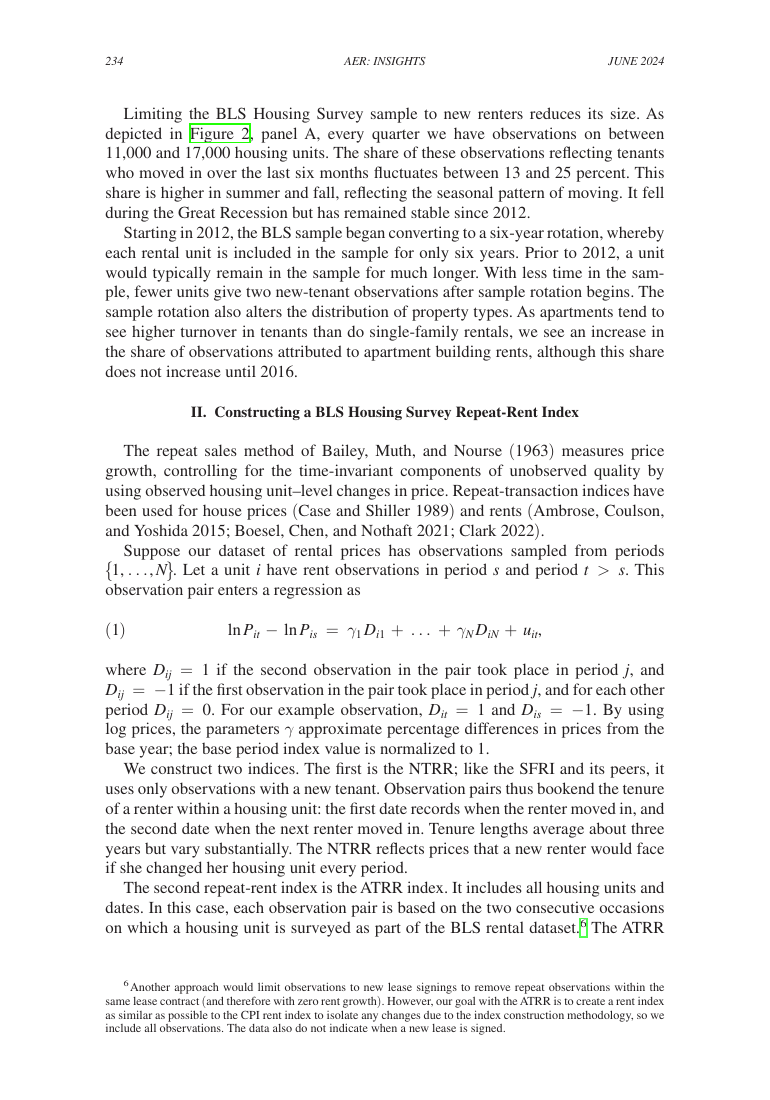 234 AER: INSIGHTS JUNE 2024
Limiting the BLS Housing Survey sample to new renters reduces its size. As
depicted in Figure 2, panel A, every quarter we have observations on between
11,000 and 17,000 housing units. The share of these observations reflecting tenants
who moved in over the last six months fluctuates between 13 and 25 percent. This
share is higher in summer and fall, reflecting the seasonal pattern of moving. It fell
during the Great Recession but has remained stable since 2012.
Starting in 2012, the BLS sample began converting to a six-year rotation, whereby
each rental unit is included in the sample for only six years. Prior to 2012, a unit
would typically remain in the sample for much longer. With less time in the sam-
ple, fewer units give two new-tenant observations after sample rotation begins. The
sample rotation also alters the distribution of property types. As apartments tend to
see higher turnover in tenants than do single-family rentals, we see an increase in
the share of observations attributed to apartment building rents, although this share
does not increase until 2016.
II. Constructing a BLS Housing Survey Repeat-Rent Index
The repeat sales method of Bailey, Muth, and Nourse (1963) measures price
growth, controlling for the time-invariant components of unobserved quality by
using observed housing unit–level changes in price. Repeat-transaction indices have
been used for house prices (Case and Shiller 1989) and rents (Ambrose, Coulson,
and Yoshida 2015; Boesel, Chen, and Nothaft 2021; Clark 2022).
Suppose our dataset of rental prices has observations sampled from periods
{1, …, N}. Let a unit i have rent observations in period s and period t > s. This
observation pair enters a regression as
(1) ln P_it − ln P_is = γ_1 D_i1 + … + γ_N D_iN + u_it,
where D_ij = 1 if the second observation in the pair took place in period j, and
D_ij = −1 if the first observation in the pair took place in period j, and for each other
period D_ij = 0. For our example observation, D_it = 1 and D_is = −1. By using
log prices, the parameters γ approximate percentage differences in prices from the
base year; the base period index value is normalized to 1.
We construct two indices. The first is the NTRR; like the SFRI and its peers, it
uses only observations with a new tenant. Observation pairs thus bookend the tenure
of a renter within a housing unit: the first date records when the renter moved in, and
the second date when the next renter moved in. Tenure lengths average about three
years but vary substantially. The NTRR reflects prices that a new renter would face
if she changed her housing unit every period.
The second repeat-rent index is the ATRR index. It includes all housing units and
dates. In this case, each observation pair is based on the two consecutive occasions
on which a housing unit is surveyed as part of the BLS rental dataset.6 The ATRR
6 Another approach would limit observations to new lease signings to remove repeat observations within the
same lease contract (and therefore with zero rent growth). However, our goal with the ATRR is to create a rent index
as similar as possible to the CPI rent index to isolate any changes due to the index construction methodology, so we
include all observations. The data also do not indicate when a new lease is signed.